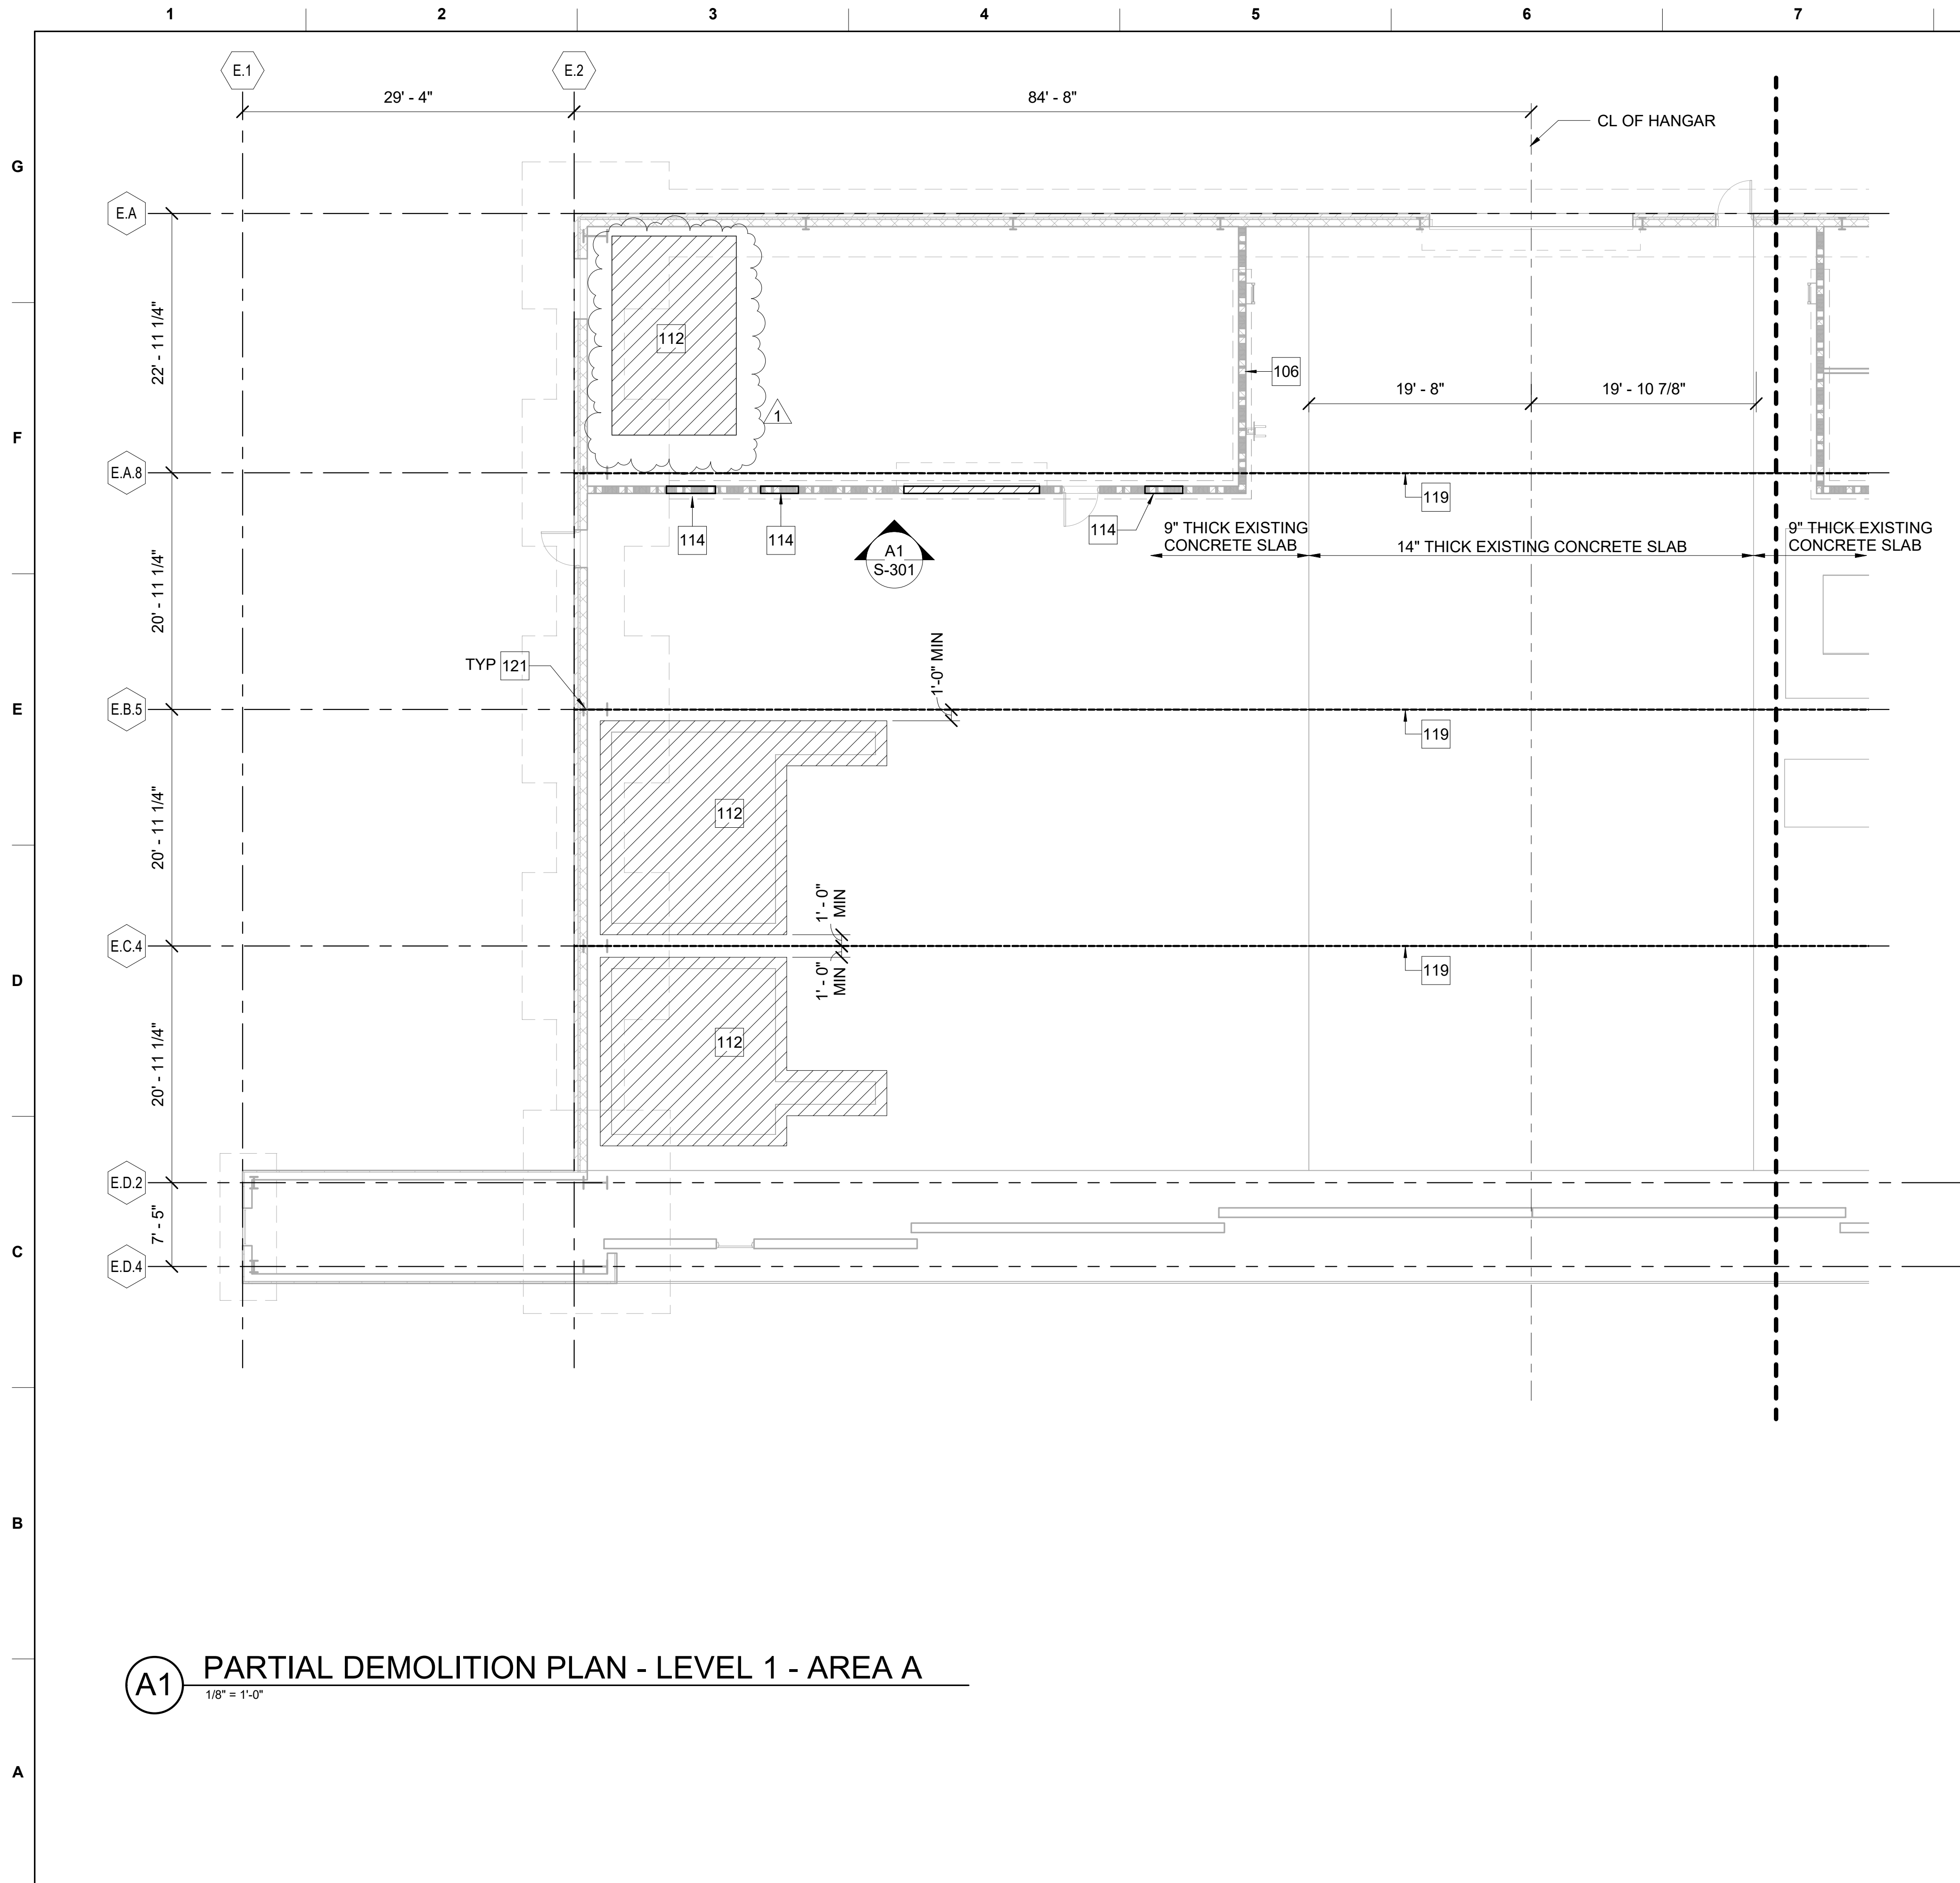 1 2 3 4 5 6 7
E.1 E.2
29' - 4" 84' - 8"
CL OF HANGAR
G
E.A
22' - 11 1/4"
112
106
19' - 8" 19' - 10 7/8"
1
F
E.A.8
119
114 114 114
9" THICK EXISTING
CONCRETE SLAB
14" THICK EXISTING CONCRETE SLAB
9" THICK EXISTING
CONCRETE SLAB
A1
S-301
20' - 11 1/4"
TYP 121
1'-0" MIN
E
E.B.5
119
20' - 11 1/4"
112
1' - 0"
MIN
E.C.4
119
D
1' - 0"
MIN
112
20' - 11 1/4"
E.D.2
7' - 5"
C
E.D.4
B
A1
PARTIAL DEMOLITION PLAN - LEVEL 1 - AREA A
1/8" = 1'-0"
A